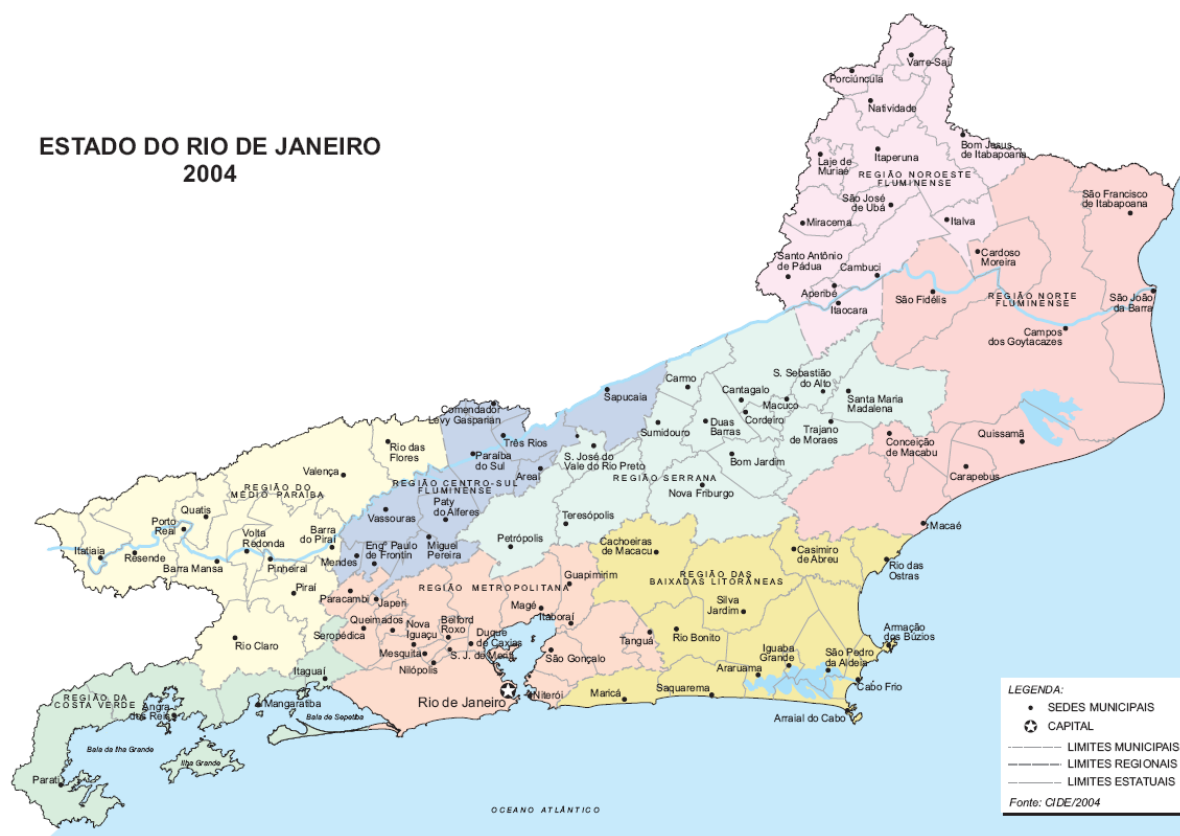 ESTADO DO RIO DE JANEIRO
2004
Varre-Sai
Porciúncula
Natividade
Bom Jesus
de Itabapoana
Itaperuna
Laje de
Muriaé
REGIÃO NOROESTE
FLUMINENSE
São Francisco
de Itabapoana
São José
de Ubá
Miracema
Italva
Santo Antônio
de Pádua
Cambuci
Cardoso
Moreira
Aperibé
Itaocara
São Fidélis
REGIÃO NORTE
FLUMINENSE
São João
da Barra
Campos
dos Goytacazes
Carmo
Cantagalo
S. Sebastião
do Alto
Macuco
Cordeiro
Santa Maria
Madalena
Sapucaia
Comendador
Levy Gasparian
Três Rios
Sumidouro
Duas
Barras
Trajano
de Moraes
Conceição
de Macabu
Quissamã
Carapebus
Rio das
Flores
Paraíba
do Sul
S. José do
Vale do Rio Preto
Bom Jardim
Valença
Areal
REGIÃO CENTRO-SUL
FLUMINENSE
REGIÃO SERRANA
REGIÃO DO
MÉDIO PARAÍBA
Nova Friburgo
Quatis
Porto
Real
Vassouras
Paty
do Alferes
Teresópolis
Macaé
Itatiaia
Resende
Volta
Redonda
Barra
do Piraí
Barra Mansa
Pinheiral
Mendes
Engº Paulo
de Frontin
Miguel
Pereira
Petrópolis
Cachoeiras
de Macacu
Casimiro
de Abreu
Rio das
Ostras
REGIÃO DAS
BAIXADAS LITORÂNEAS
Piraí
Paracambi
Japeri
REGIÃO METROPOLITANA
Guapimirim
Magé
Itaboraí
Silva
Jardim
Rio Claro
Seropédica
Queimados
Nova
Iguaçu
Belford
Roxo
Duque
de Caxias
Mesquita
S. J. de Meriti
Nilópolis
São Gonçalo
Tanguá
Rio Bonito
Armação
dos Búzios
Iguaba
Grande
São Pedro
da Aldeia
Araruama
Itaguaí
Rio de Janeiro
Niterói
Maricá
Saquarema
Cabo Frio
Arraial do Cabo
REGIÃO DA
COSTA VERDE
Angra
dos Reis
Mangaratiba
Baía de Sepetiba
Baía da Ilha Grande
Ilha Grande
Parati
OCEANO ATLÂNTICO
LEGENDA:
SEDES MUNICIPAIS
CAPITAL
LIMITES MUNICIPAIS
LIMITES REGIONAIS
LIMITES ESTATUAIS
Fonte: CIDE/2004